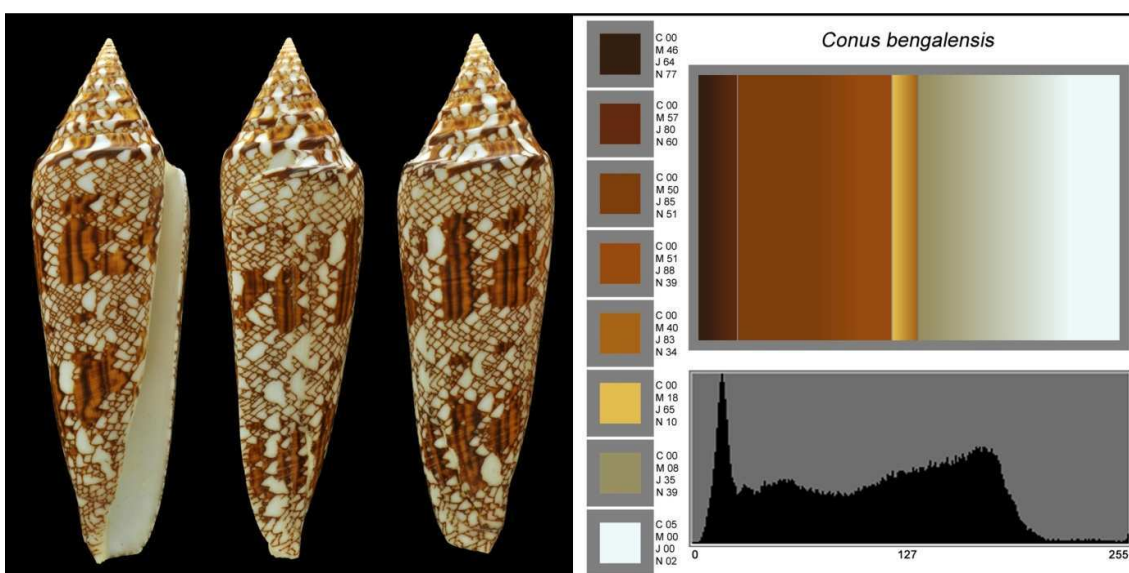 C 00
M 46
J 64
N 77
C 00
M 57
J 80
N 60
C 00
M 50
J 85
N 51
C 00
M 51
J 88
N 39
C 00
M 40
J 83
N 34
C 00
M 18
J 65
N 10
C 00
M 08
J 35
N 39
C 05
M 00
J 00
N 02
Conus bengalensis
0 127 255